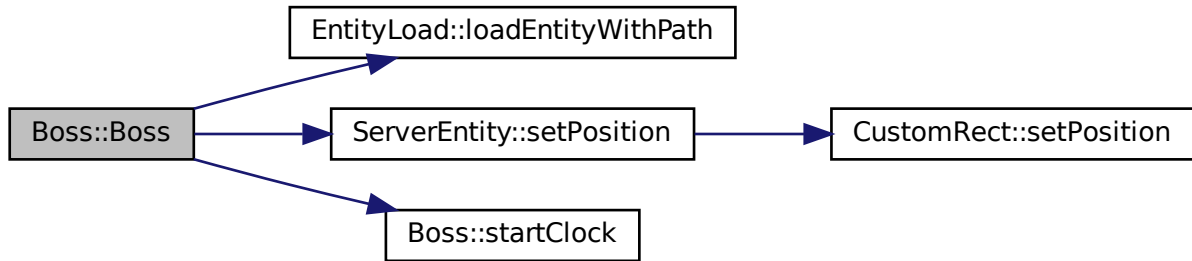 EntityLoad::loadEntityWithPath
Boss::Boss
ServerEntity::setPosition
CustomRect::setPosition
Boss::startClock